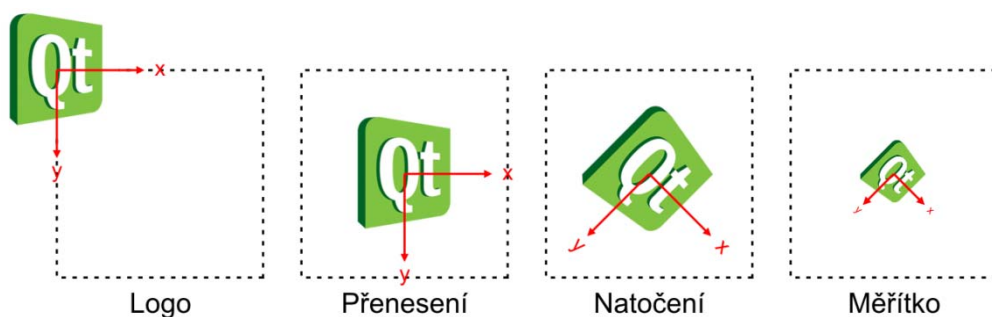 Qt
x
y
Logo
Qt
x
y
Přenesení
Qt
x
y
Natočení
Qt
x
y
Měřítko